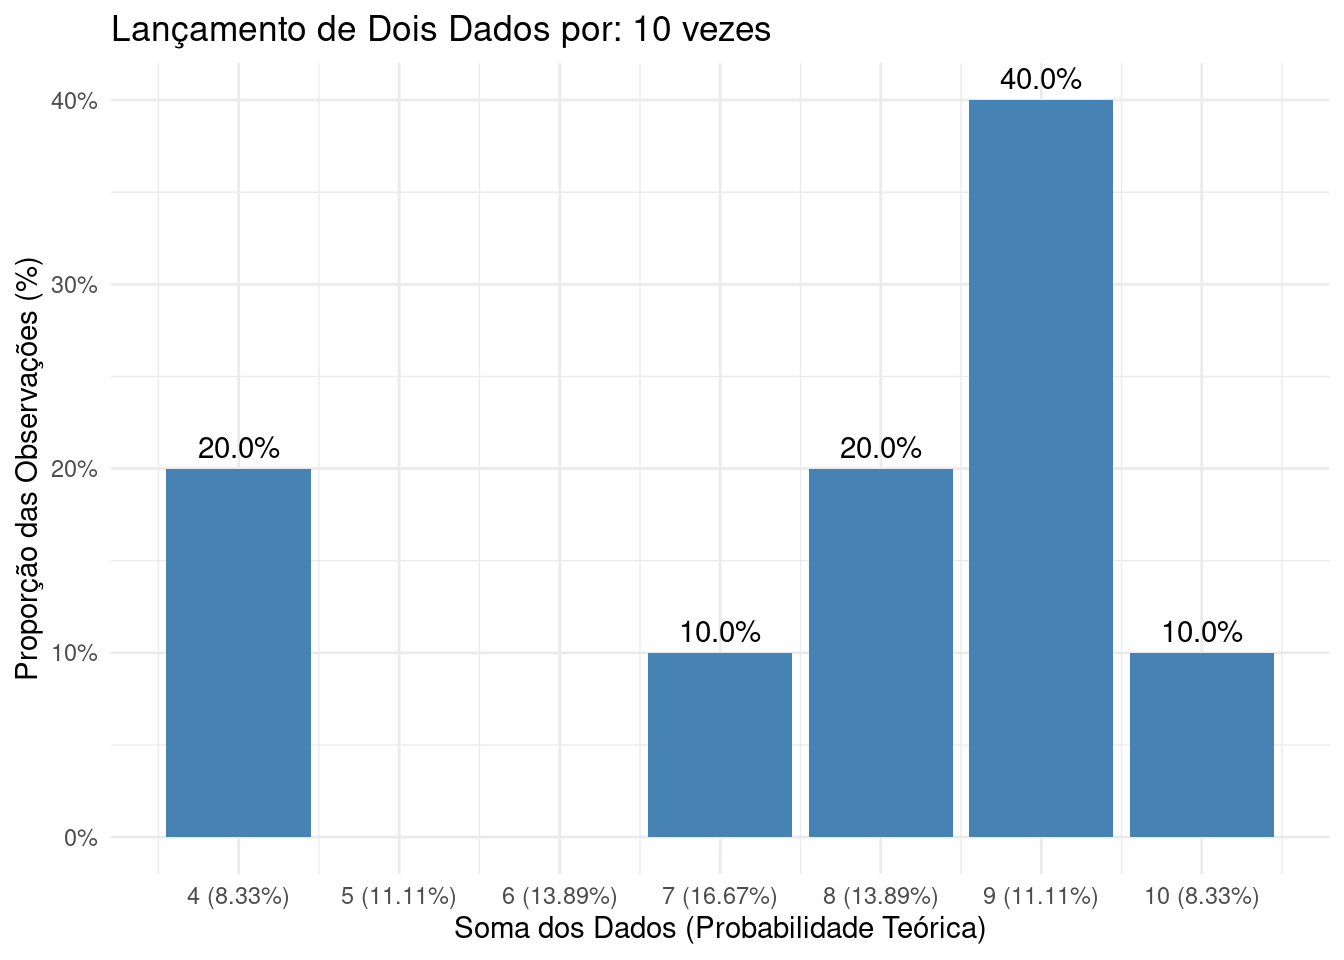 Lançamento de Dois Dados por: 10 vezes
40.0%
20.0%
20.0%
10.0%
10.0%
40%
30%
20%
10%
0%
Proporção das Observações (%)
4 (8.33%) 5 (11.11%) 6 (13.89%) 7 (16.67%) 8 (13.89%) 9 (11.11%) 10 (8.33%)
Soma dos Dados (Probabilidade Teórica)